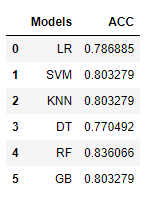 Models ACC
0 LR 0.786885
1 SVM 0.803279
2 KNN 0.803279
3 DT 0.770492
4 RF 0.836066
5 GB 0.803279